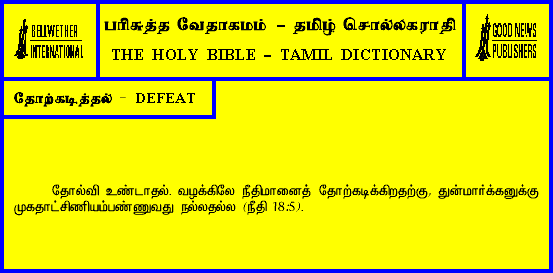 BELLWETHER
INTERNATIONAL
பரிசுத்த வேதாகமம் - தமிழ் சொல்லகராதி
THE HOLY BIBLE - TAMIL DICTIONARY
GOOD NEWS
PUBLISHERS
தோற்கடித்தல் - DEFEAT
தோல்வி உண்டாதல். வழக்கிலே நீதிமானைத் தோற்கடிக்கிறதற்கு, துன்மார்க்கனுக்கு
முகதாட்சிணியம்பண்ணுவது நல்லதல்ல (நீதி 18:5).